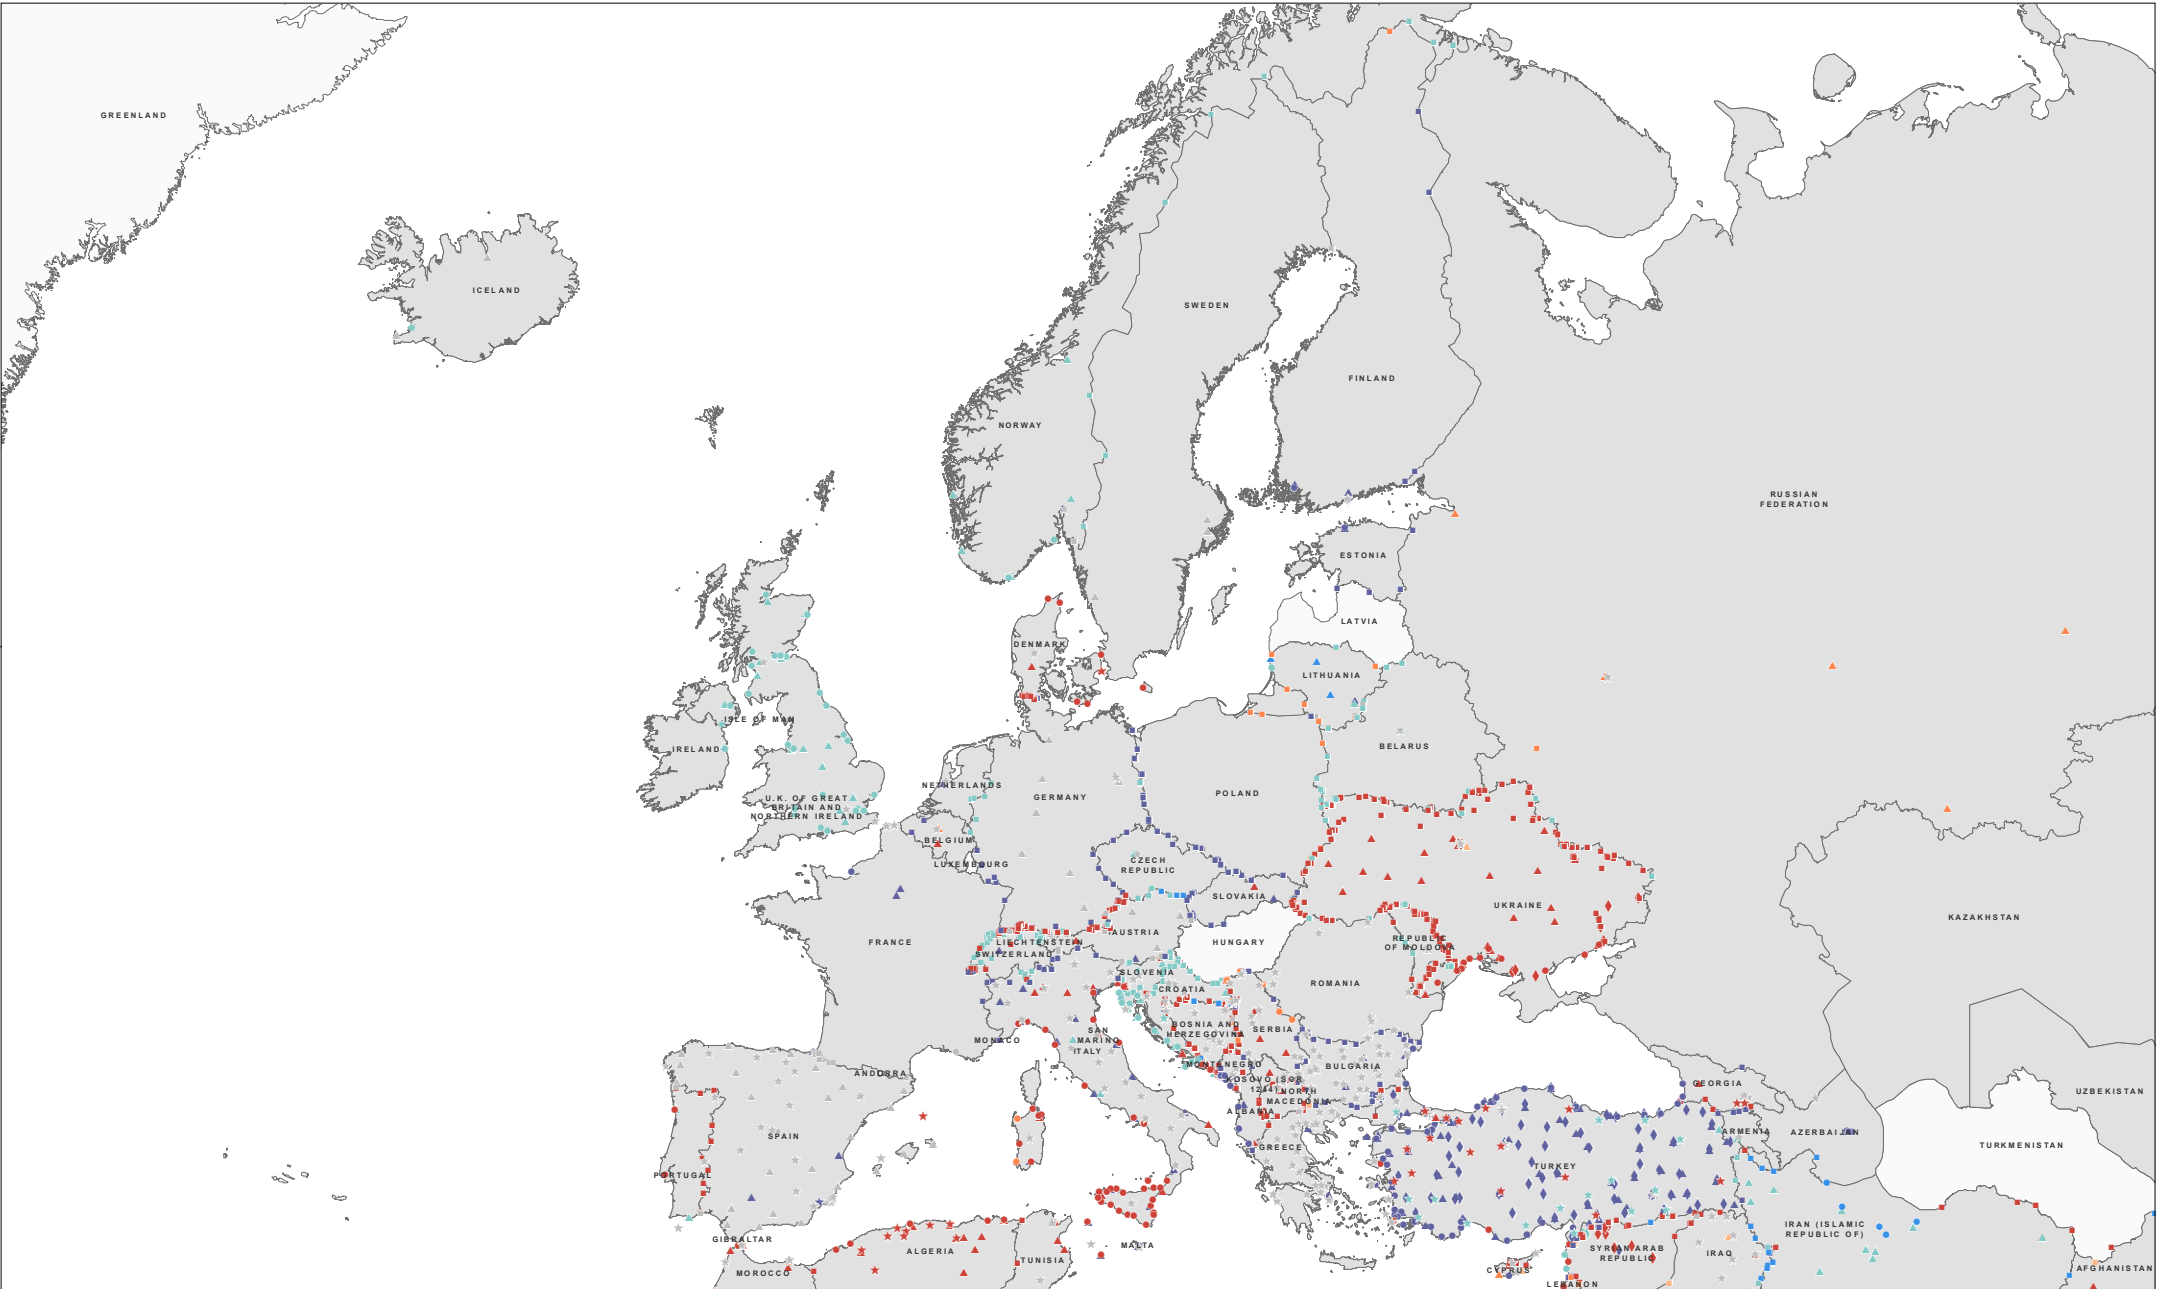 GREENLAND
ICELAND
SWEDEN
FINLAND
NORWAY
RUSSIAN
FEDERATION
ESTONIA
LATVIA
DENMARK
LITHUANIA
ISLE OF MAN
IRELAND
BELARUS
NETHERLANDS
U.K. OF GREAT
BRITAIN AND
NORTHERN IRELAND
GERMANY
POLAND
BELGIUM
LUXEMBOURG
CZECH
REPUBLIC
SLOVAKIA
UKRAINE
KAZAKHSTAN
FRANCE
LIECHTENSTEIN
SWITZERLAND
AUSTRIA
HUNGARY
REPUBLIC
OF MOLDOVA
SLOVENIA
CROATIA
ROMANIA
BOSNIA AND
HERZEGOVINA
SERBIA
SAN
MARINO
MONACO
ITALY
MONTENEGRO
BULGARIA
ANDORRA
KOSOVO (SCR
1244)
NORTH
MACEDONIA
ALBANIA
GEORGIA
UZBEKISTAN
SPAIN
GREECE
ARMENIA
AZERBAIJAN
TURKMENISTAN
PORTUGAL
TURKEY
GIBRALTAR
ALGERIA
MALTA
TUNISIA
MOROCCO
CYPRUS
SYRIAN ARAB
REPUBLIC
LEBANON
IRAQ
IRAN (ISLAMIC
REPUBLIC OF)
AFGHANISTAN